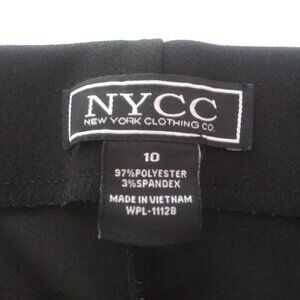 NYCC
NEW YORK CLOTHING CO.
10
97%POLYESTER
3%SPANDEX
MADE IN VIETNAM
WPL-11128